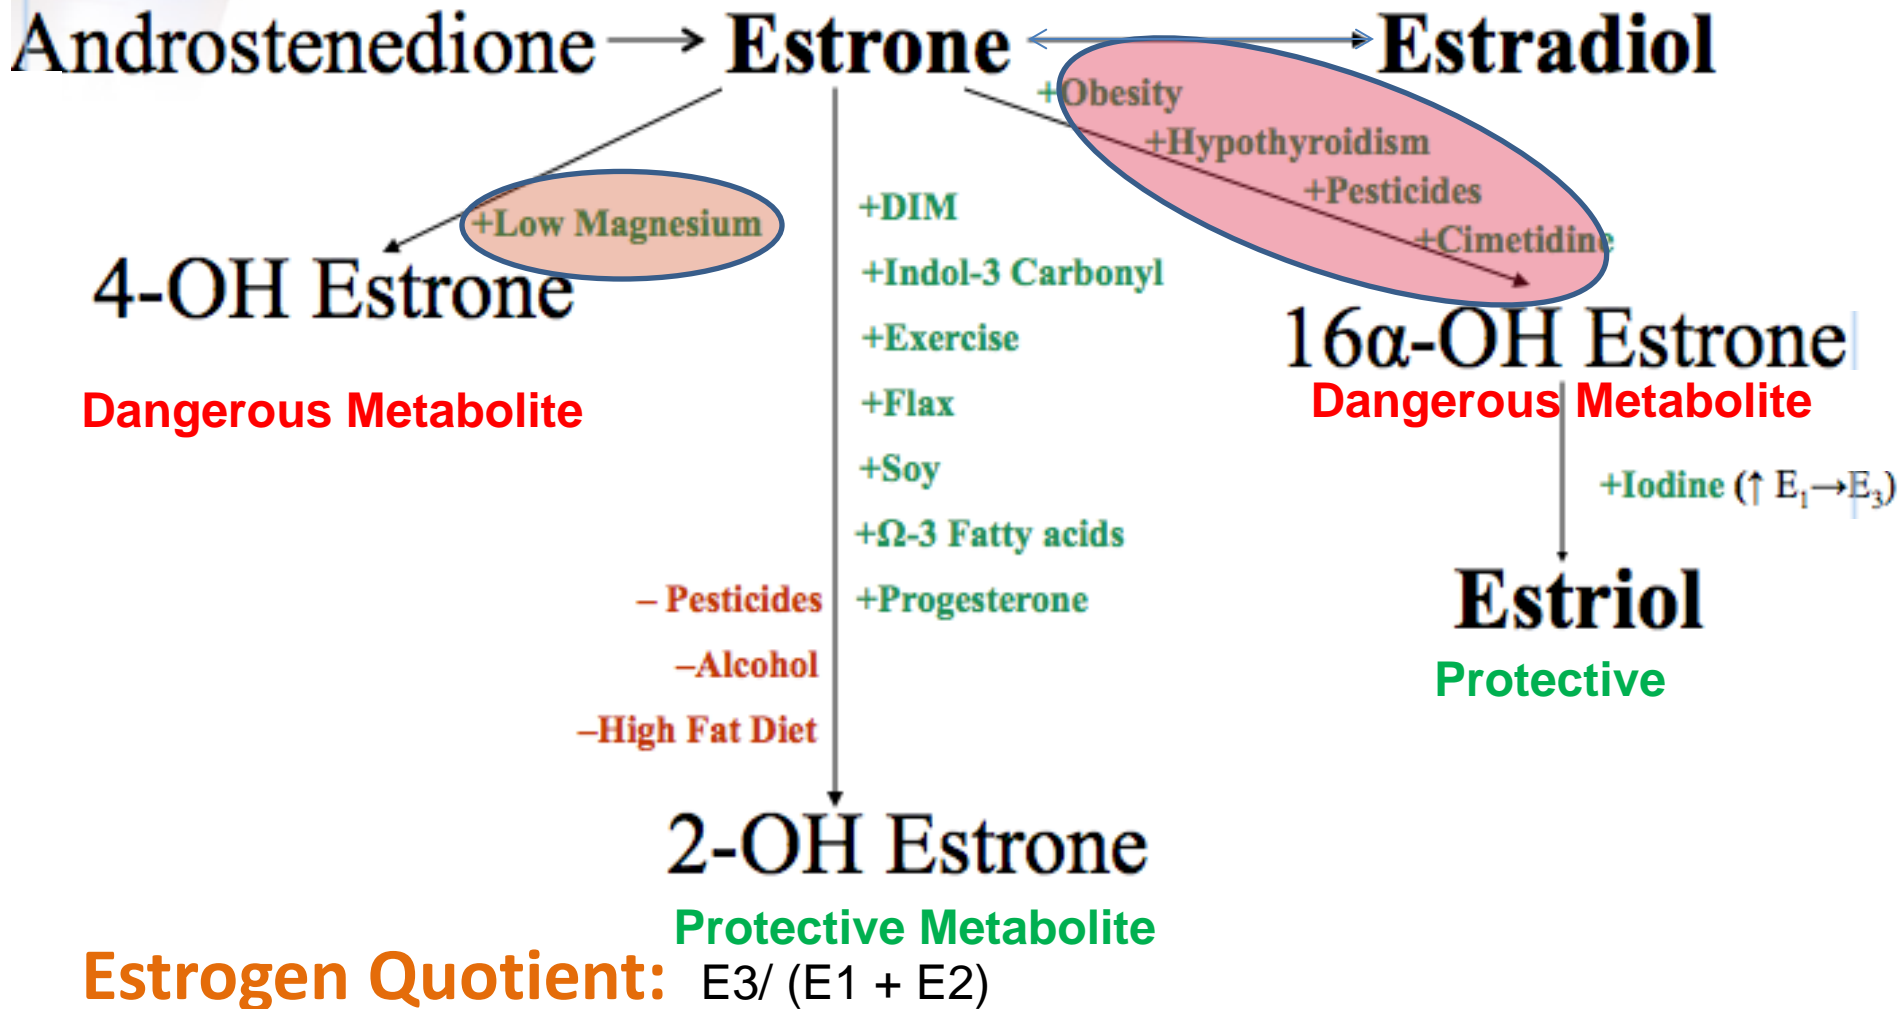 Androstenedione → Estrone ↔ Estradiol
+Obesity
+Hypothyroidism
+Pesticides
+Cimetidine
+Low Magnesium
4-OH Estrone
Dangerous Metabolite
+DIM
+Indol-3 Carbonyl
+Exercise
+Flax
+Soy
+Ω-3 Fatty acids
+Progesterone
– Pesticides
–Alcohol
–High Fat Diet
16α-OH Estrone
Dangerous Metabolite
+Iodine (↑ E₁→E₃)
Estriol
Protective
2-OH Estrone
Protective Metabolite
Estrogen Quotient: E3/ (E1 + E2)